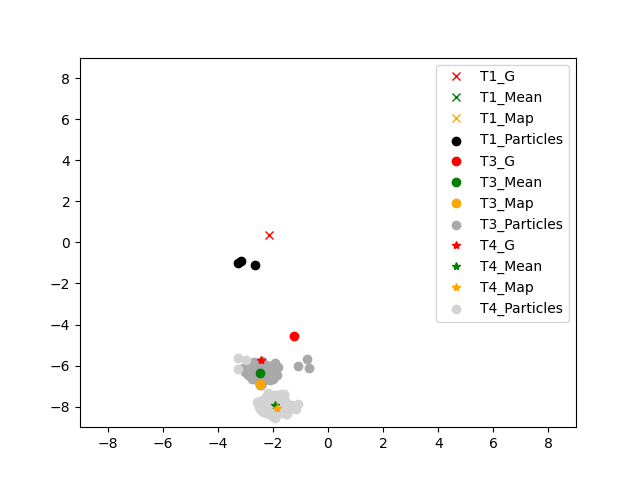 8
6
4
2
0
−2
−4
−6
−8
−8
−6
−4
−2
0
2
4
6
8
T1_G
T1_Mean
T1_Map
T1_Particles
T3_G
T3_Mean
T3_Map
T3_Particles
T4_G
T4_Mean
T4_Map
T4_Particles